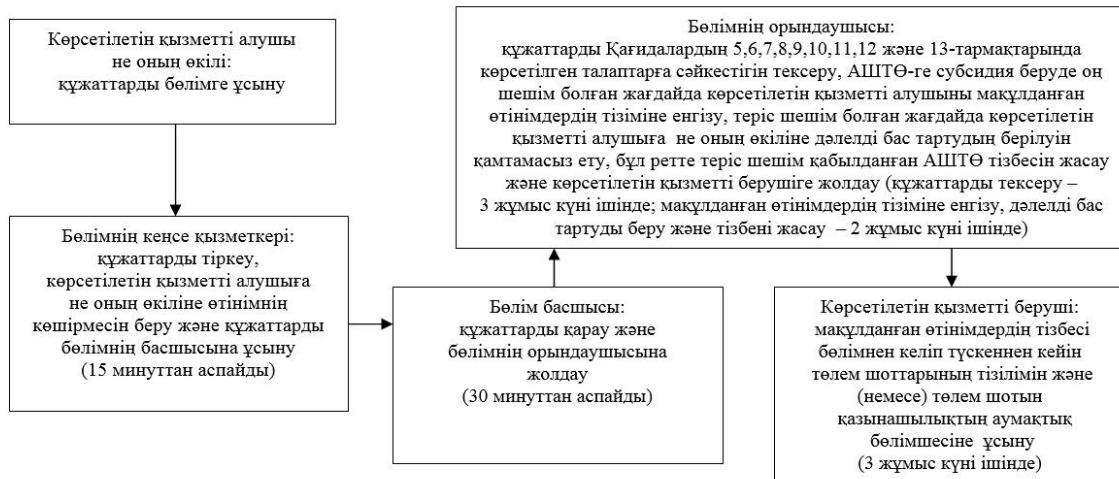 Көрсетілетін қызметті алушы
не оның өкілі:
құжаттарды бөлімге ұсыну
Бөлімнің кеңсе қызметкері:
құжаттарды тіркеу,
көрсетілетін қызметті алушыға
не оның өкіліне өтінімнің
көшірмесін беру және құжаттарды
бөлімнің басшысына ұсыну
(15 минуттан аспайды)
Бөлім басшысы:
құжаттарды қарау және
бөлімнің орындаушысына
жолдау
(30 минуттан аспайды)
Бөлімнің орындаушысы:
құжаттарды Қағидалардың 5,6,7,8,9,10,11,12 және 13-тармақтарында
көрсетілген талаптарға сәйкестігін тексеру, АШТӨ-ге субсидия беруде оң
шешім болған жағдайда көрсетілетін қызметті алушыны мақұлданған
өтінімдердің тізіміне енгізу, теріс шешім болған жағдайда көрсетілетін
қызметті алушыға не оның өкіліне дәлелді бас тартудың берілуін
қамтамасыз ету, бұл ретте теріс шешім қабылданған АШТӨ тізбесін жасау
және көрсетілетін қызметті берушіге жолдау (құжаттарды тексеру –
3 жұмыс күні ішінде; мақұлданған өтінімдердің тізіміне енгізу, дәлелді бас
тартуды беру және тізбені жасау – 2 жұмыс күні ішінде)
Көрсетілетін қызметті беруші:
мақұлданған өтінімдердің тізбесі
бөлімнен келіп түскеннен кейін
төлем шоттарының тізілімін және
(немесе) төлем шотын
қазынашылықтың аумақтық
бөлімшесіне ұсыну
(3 жұмыс күні ішінде)